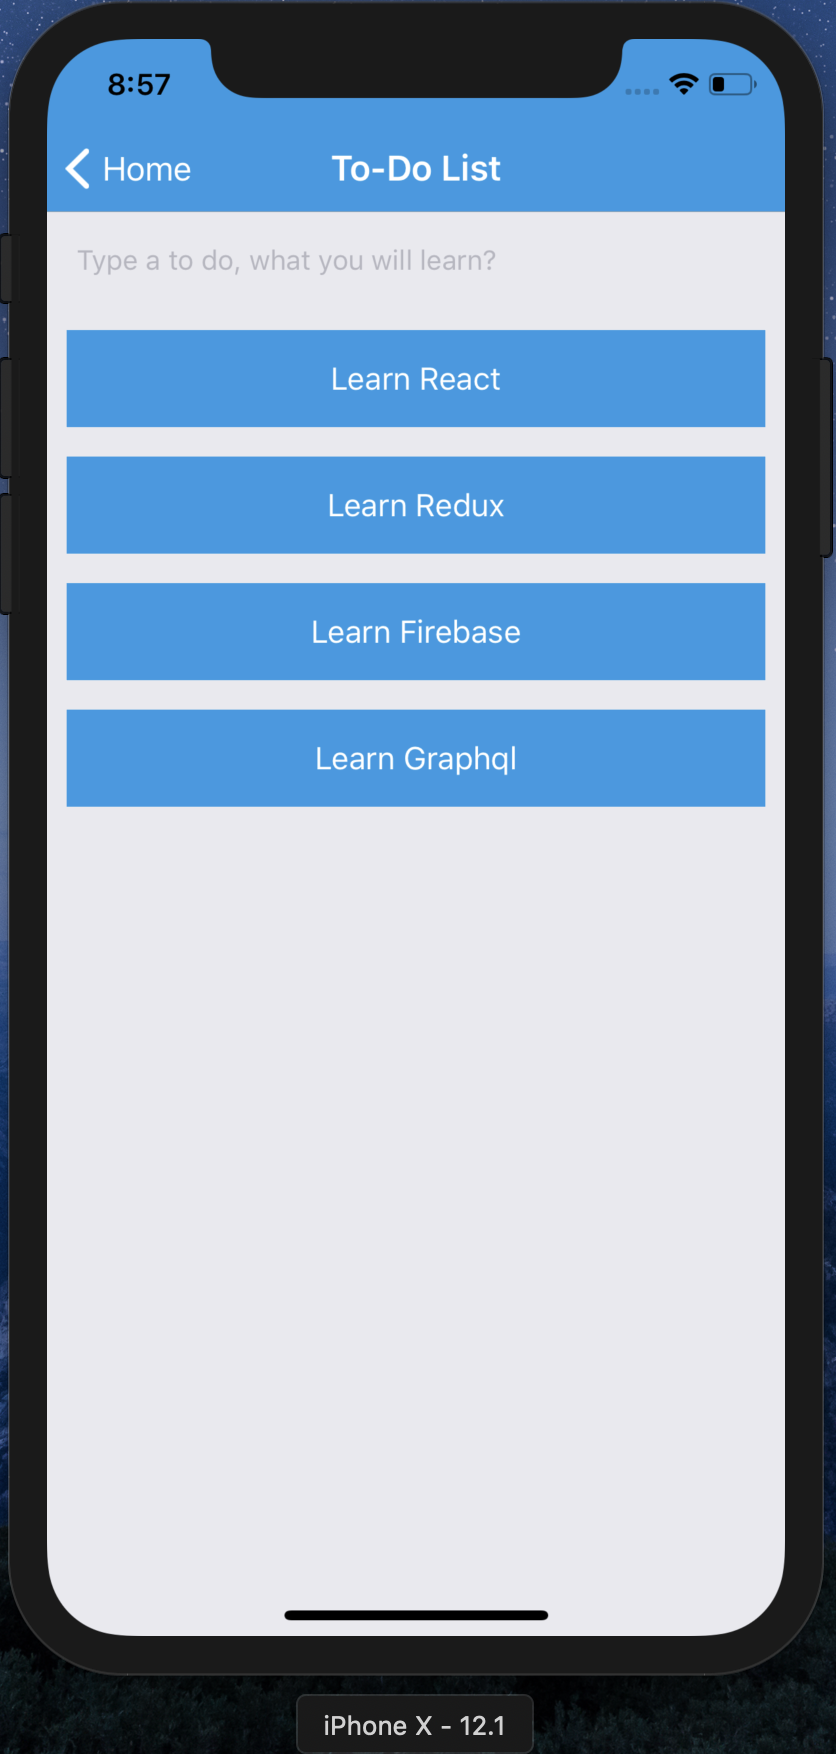 8:57
Home
To-Do List
Type a to do, what you will learn?
Learn React
Learn Redux
Learn Firebase
Learn Graphql
iPhone X - 12.1